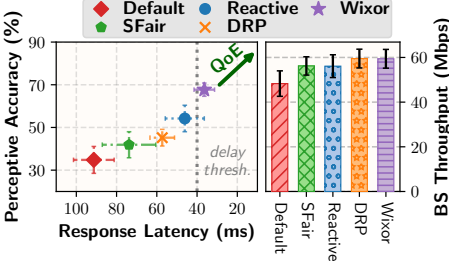 Default
Reactive
Wixor
SFair
DRP
Perceptive Accuracy (%)
90
70
50
30
QoE
delay
thresh.
100
80
60
40
20
Response Latency (ms)
60
40
20
0
BS Throughput (Mbps)
Default
SFair
Reactive
DRP
Wixor